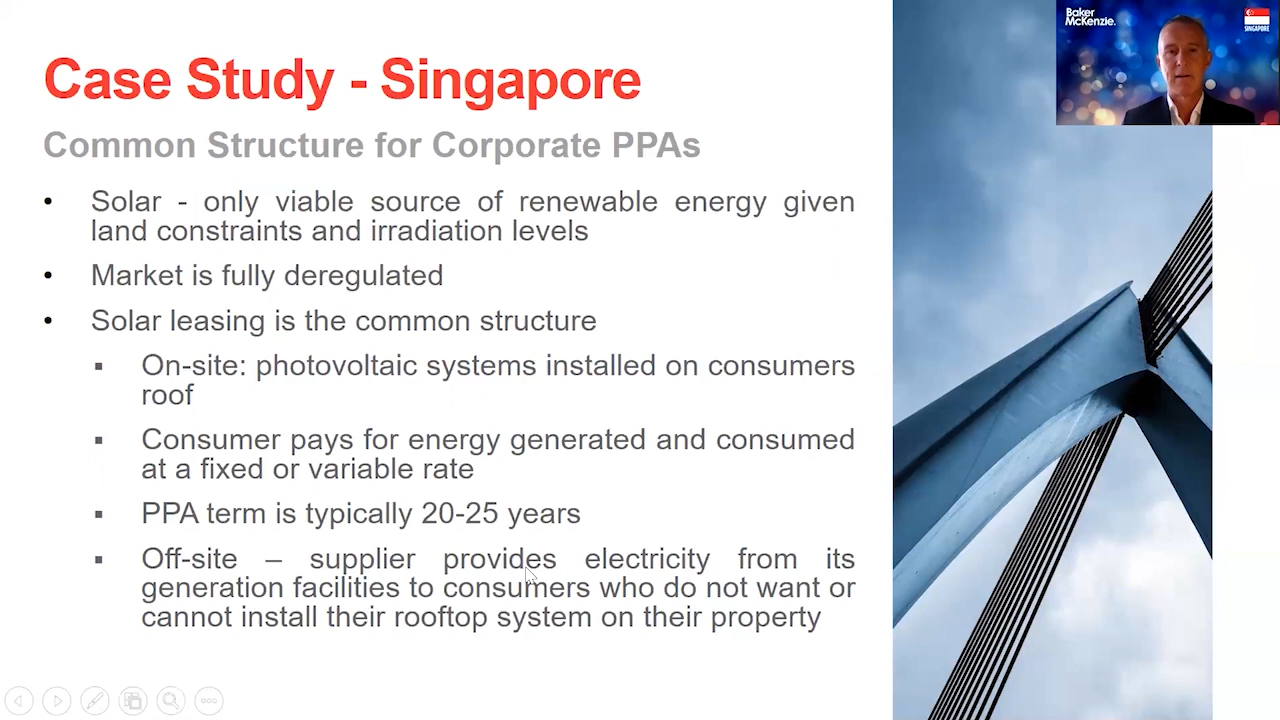 Case Study - Singapore
Common Structure for Corporate PPAs
• Solar - only viable source of renewable energy given
land constraints and irradiation levels
• Market is fully deregulated
• Solar leasing is the common structure
▪ On-site: photovoltaic systems installed on consumers
roof
▪ Consumer pays for energy generated and consumed
at a fixed or variable rate
▪ PPA term is typically 20-25 years
▪ Off-site – supplier provides electricity from its
generation facilities to consumers who do not want or
cannot install their rooftop system on their property
Baker
McKenzie.
SINGAPORE